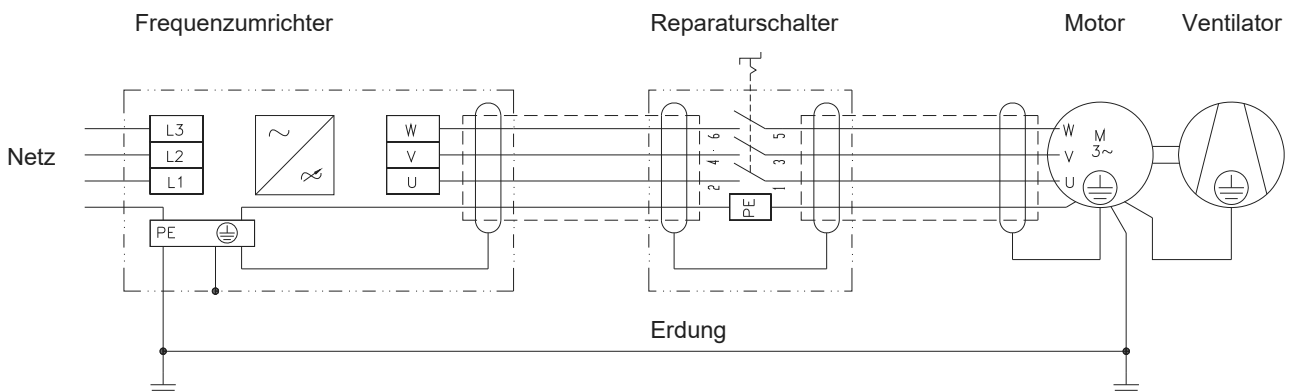 Frequenzumrichter Reparaturschalter Motor Ventilator
Netz
L3
L2
L1
PE
W
V
U
6 5
4 3
2 1
PE
W
V
U
M
3~
Erdung